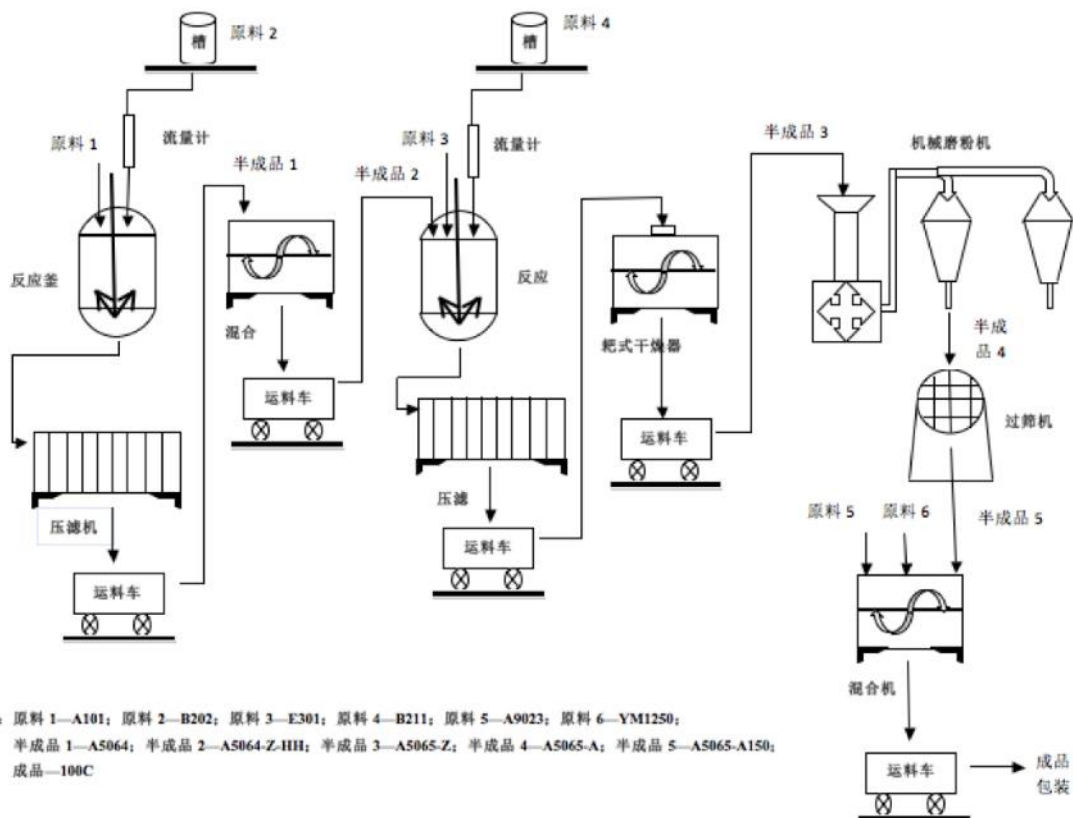 槽
原料 2
槽
原料 4
原料 1
流量计
原料 3
流量计
半成品 3
机械磨粉机
半成品 1
半成品 2
反应釜
反应
混合
耙式干燥器
半成
品 4
运料车
运料车
过筛机
压滤机
压滤
原料 5
原料 6
半成品 5
运料车
运料车
混合机
：原料 1—A101；原料 2—B202；原料 3—E301；原料 4—B211；原料 5—A9023；原料 6—YM1250；
半成品 1—A5064；半成品 2—A5064-Z-HH；半成品 3—A5065-Z；半成品 4—A5065-A；半成品 5—A5065-A150；
成品—100C
运料车
成品
包装